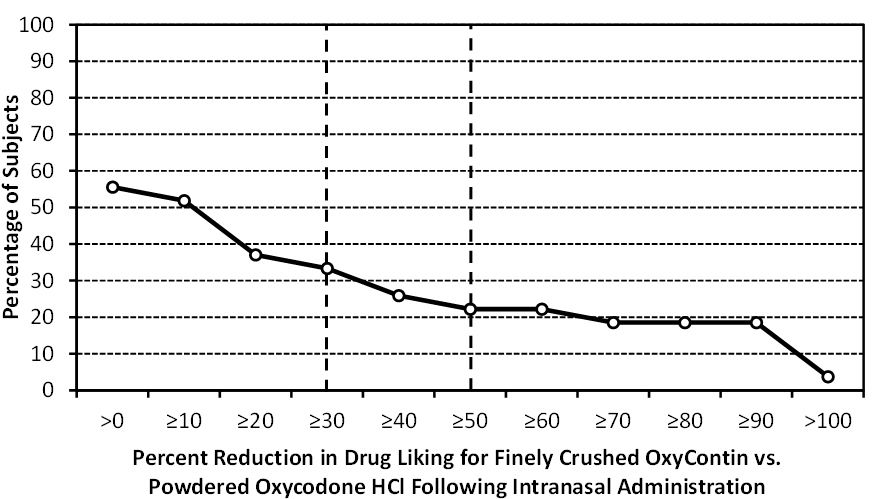 Percentage of Subjects
100
90
80
70
60
50
40
30
20
10
0
>0 ≥10 ≥20 ≥30 ≥40 ≥50 ≥60 ≥70 ≥80 ≥90 >100
Percent Reduction in Drug Liking for Finely Crushed OxyContin vs.
Powdered Oxycodone HCl Following Intranasal Administration